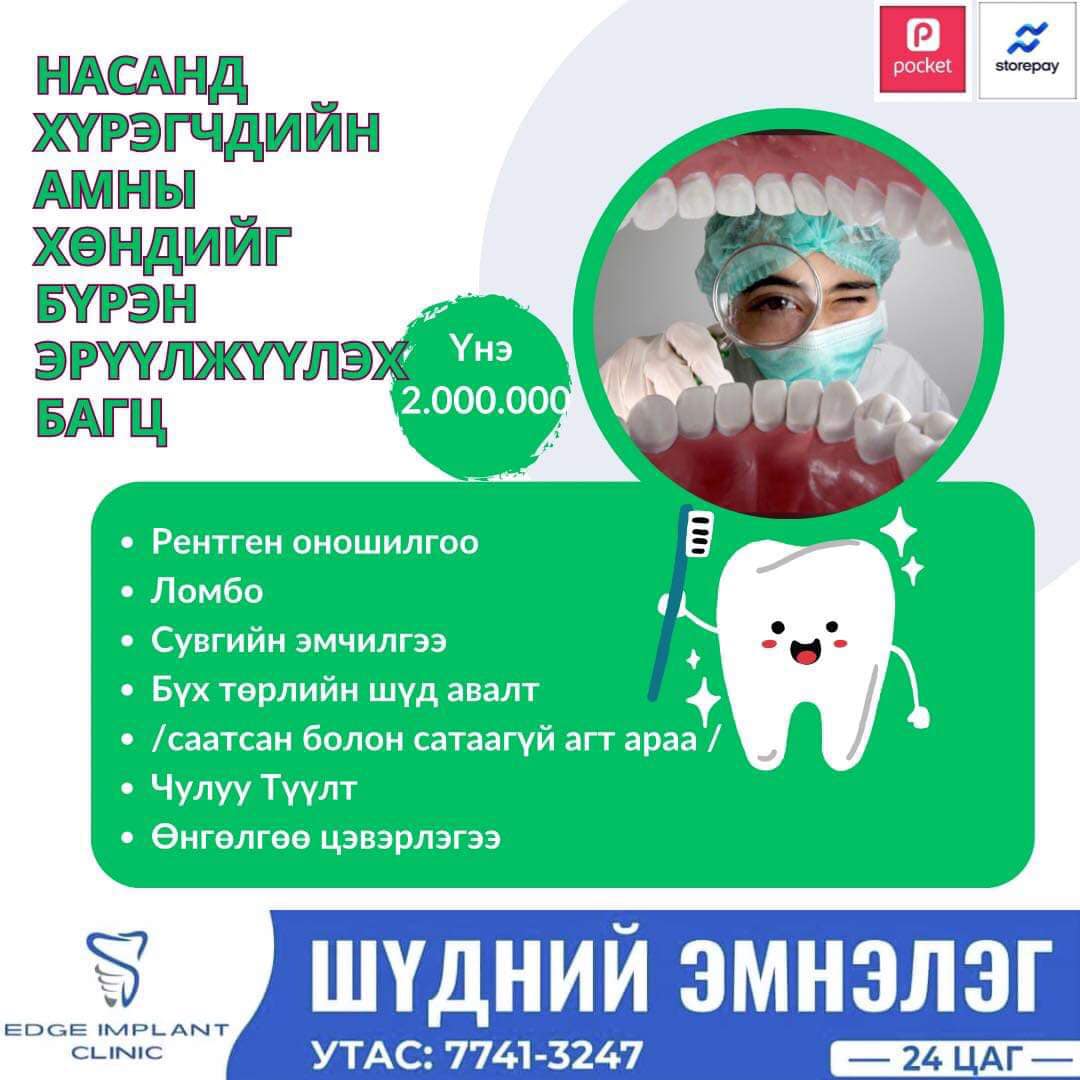 pocket
storepay
НАСАНД
ХҮРЭГЧДИЙН
АМНЫ
ХӨНДИЙГ
БҮРЭН
ЭРҮҮЛЖҮҮЛЭХ
БАГЦ
Үнэ
2.000.000
• Рентген оношилгоо
• Ломбо
• Сувгийн эмчилгээ
• Бүх төрлийн шүд авалт
• /саатсан болон сатаагүй агт араа /
• Чулуу Түүлт
• Өнгөлгөө цэвэрлэгээ
EDGE IMPLANT
CLINIC
ШҮДНИЙ ЭМНЭЛЭГ
УТАС: 7741-3247
24 ЦАГ